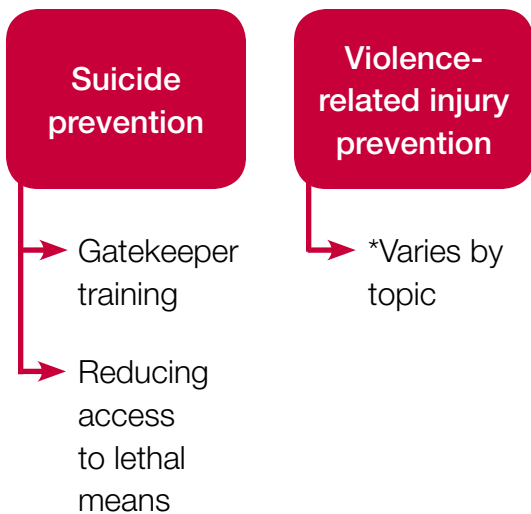 Suicide
prevention
Gatekeeper
training
Reducing
access
to lethal
means
Violence-
related injury
prevention
*Varies by
topic